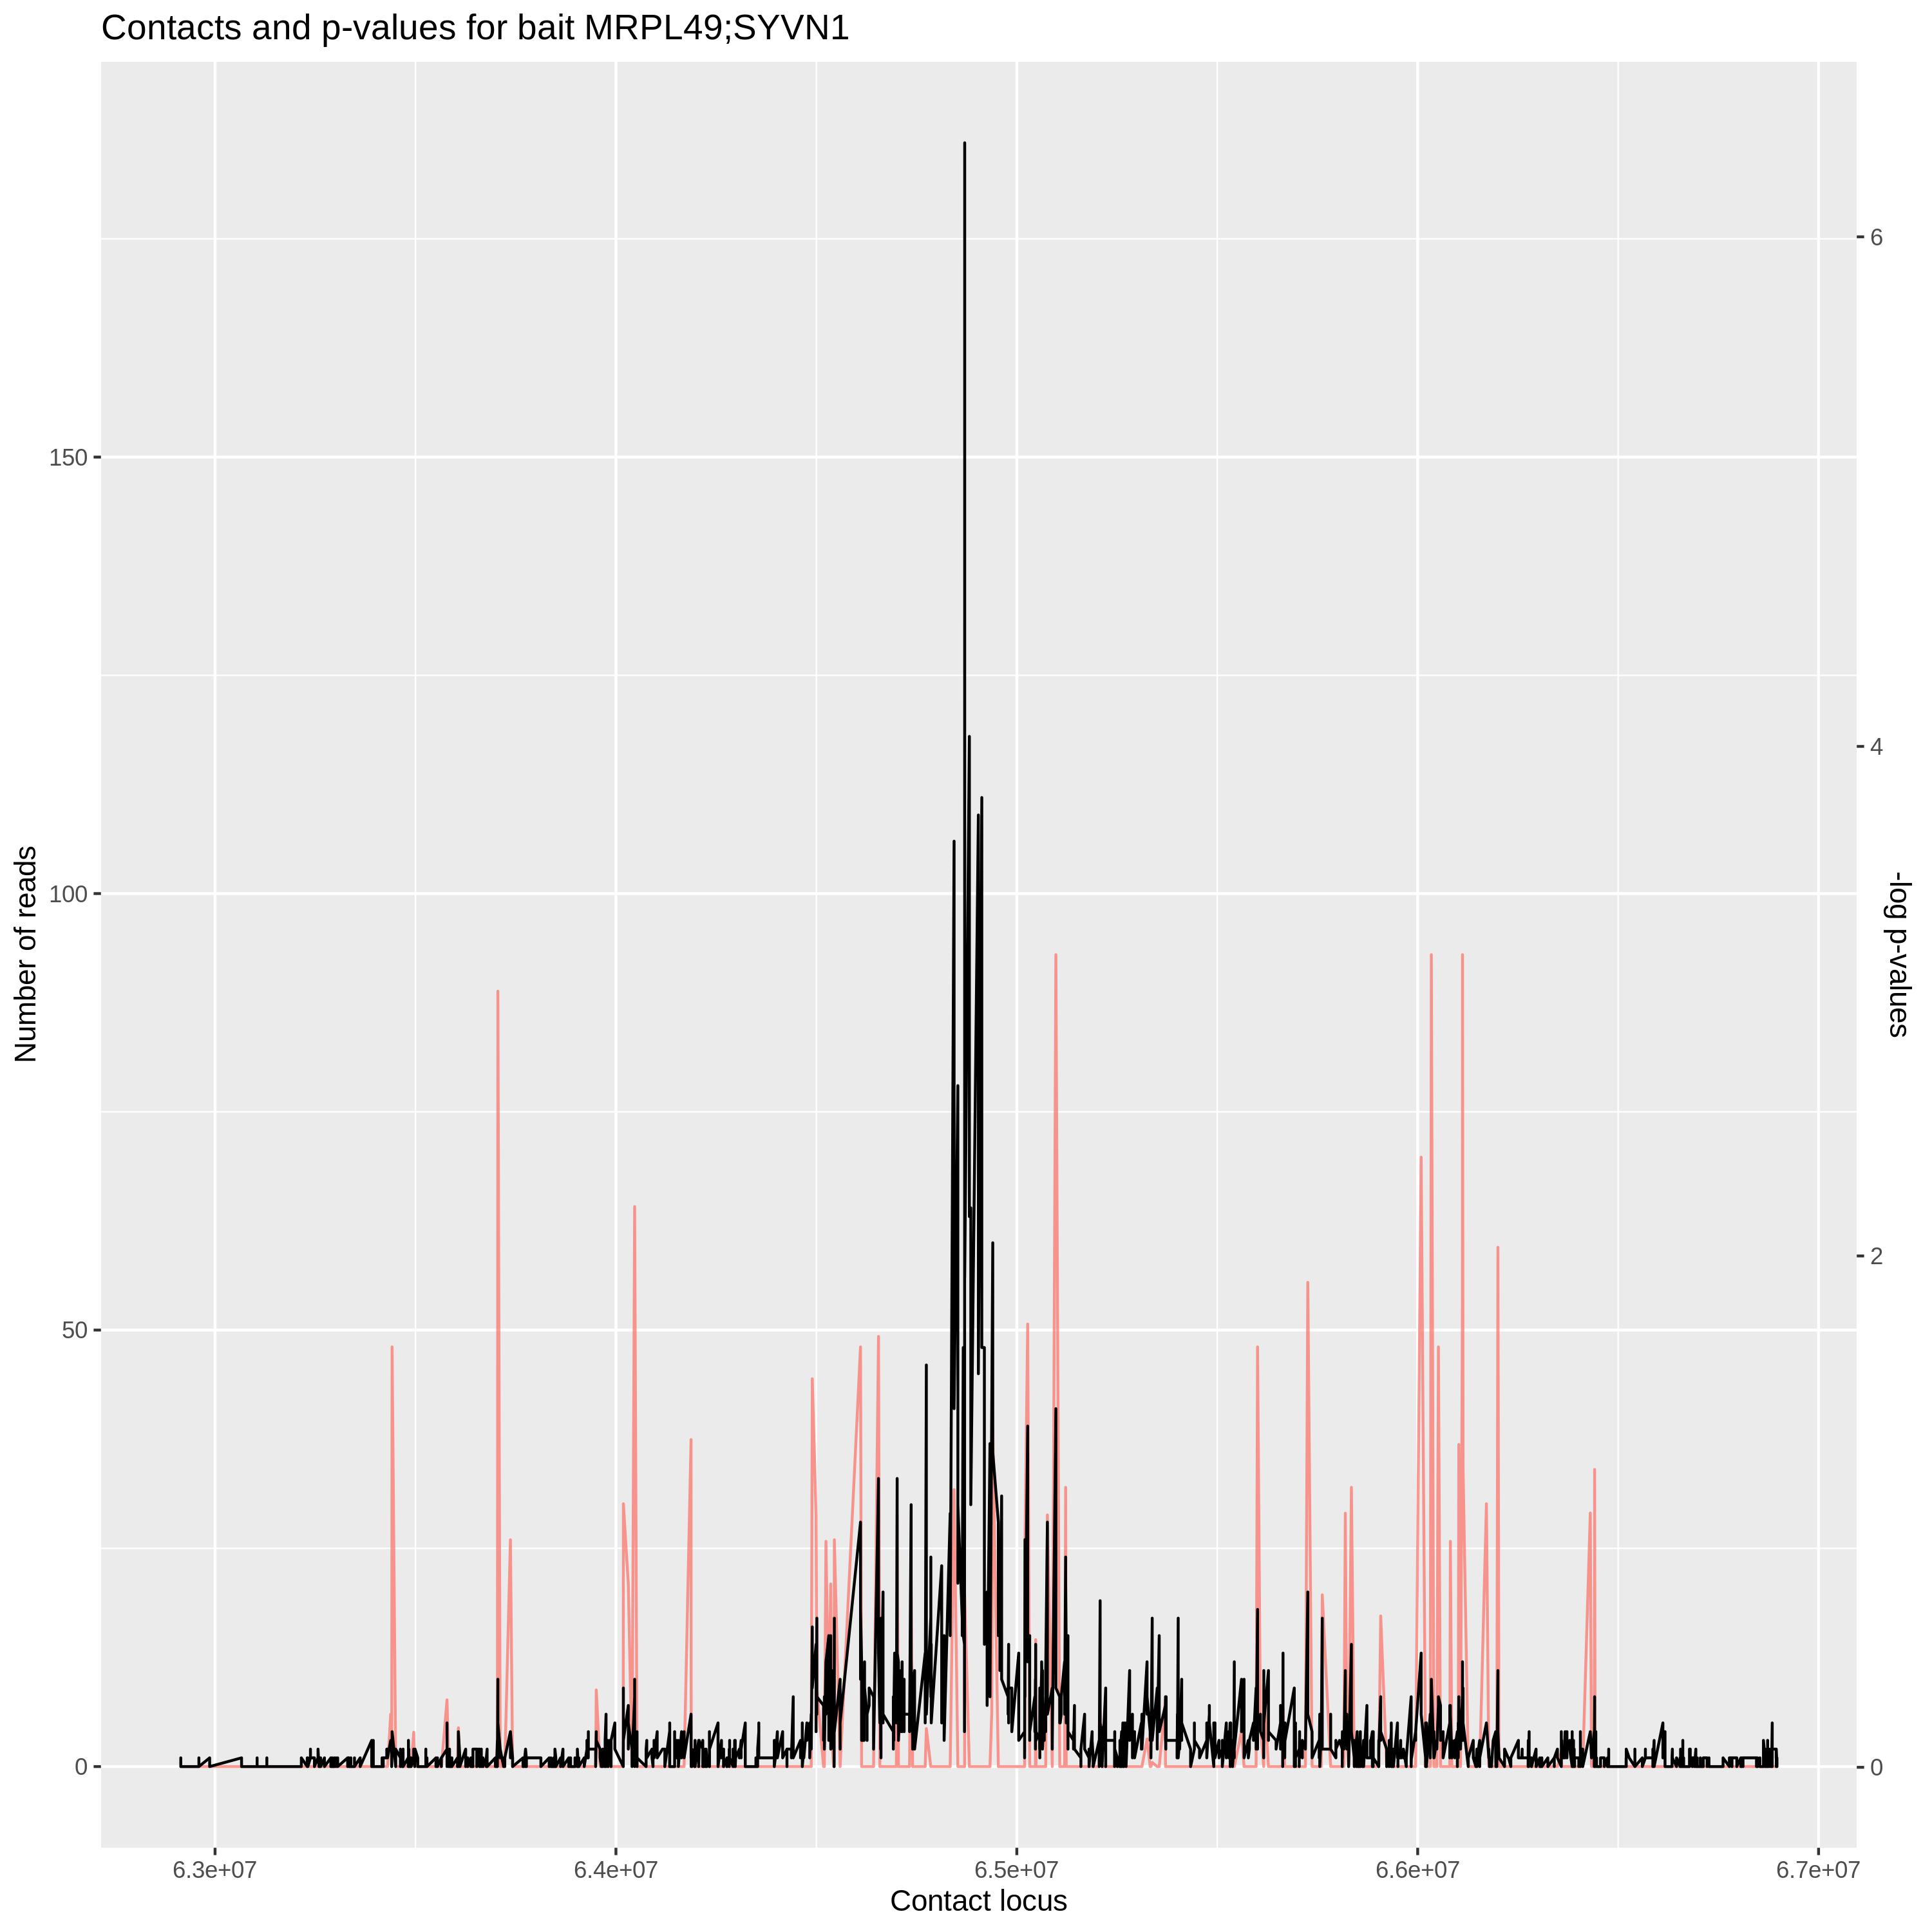 Contacts and p-values for bait MRPL49;SYVN1
Number of reads
150
100
50
0
6
4
2
0
-log p-values
6.3e+07
6.4e+07
6.5e+07
6.6e+07
6.7e+07
Contact locus